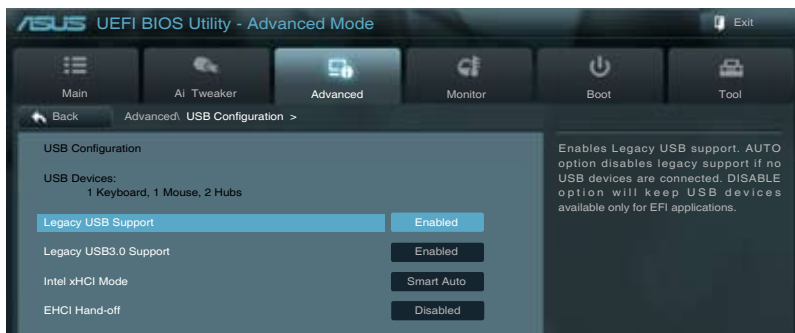 ASUS UEFI BIOS Utility - Advanced Mode
Exit
Main
Ai Tweaker
Advanced
Monitor
Boot
Tool
Back
Advanced\ USB Configuration >
USB Configuration
USB Devices:
1 Keyboard, 1 Mouse, 2 Hubs
Legacy USB Support Enabled
Legacy USB3.0 Support Enabled
Intel xHCI Mode Smart Auto
EHCI Hand-off Disabled
Enables Legacy USB support. AUTO
option disables legacy support if no
USB devices are connected. DISABLE
option will keep USB devices
available only for EFI applications.